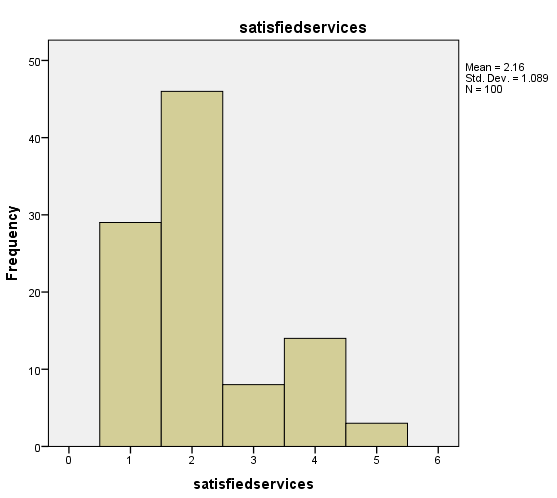 satisfiedservices
Mean = 2.16
Std. Dev. = 1.089
N = 100
50
40
30
20
10
0
Frequency
0 1 2 3 4 5 6
satisfiedservices